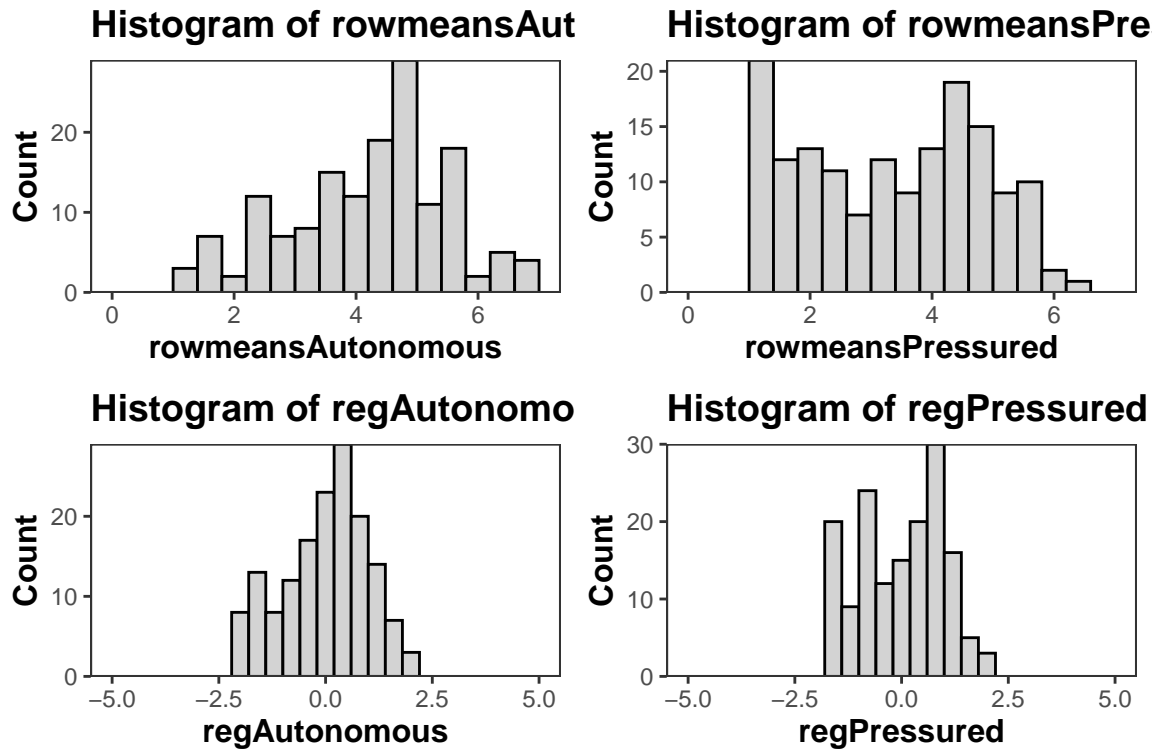 Histogram of rowmeansAut
Count
20
10
0
0 2 4 6
rowmeansAutonomous
Histogram of rowmeansPre
Count
20
15
10
5
0
0 2 4 6
rowmeansPressured
Histogram of regAutonomo
Count
20
10
0
−5.0 −2.5 0.0 2.5 5.0
regAutonomous
Histogram of regPressured
Count
30
20
10
0
−5.0 −2.5 0.0 2.5 5.0
regPressured